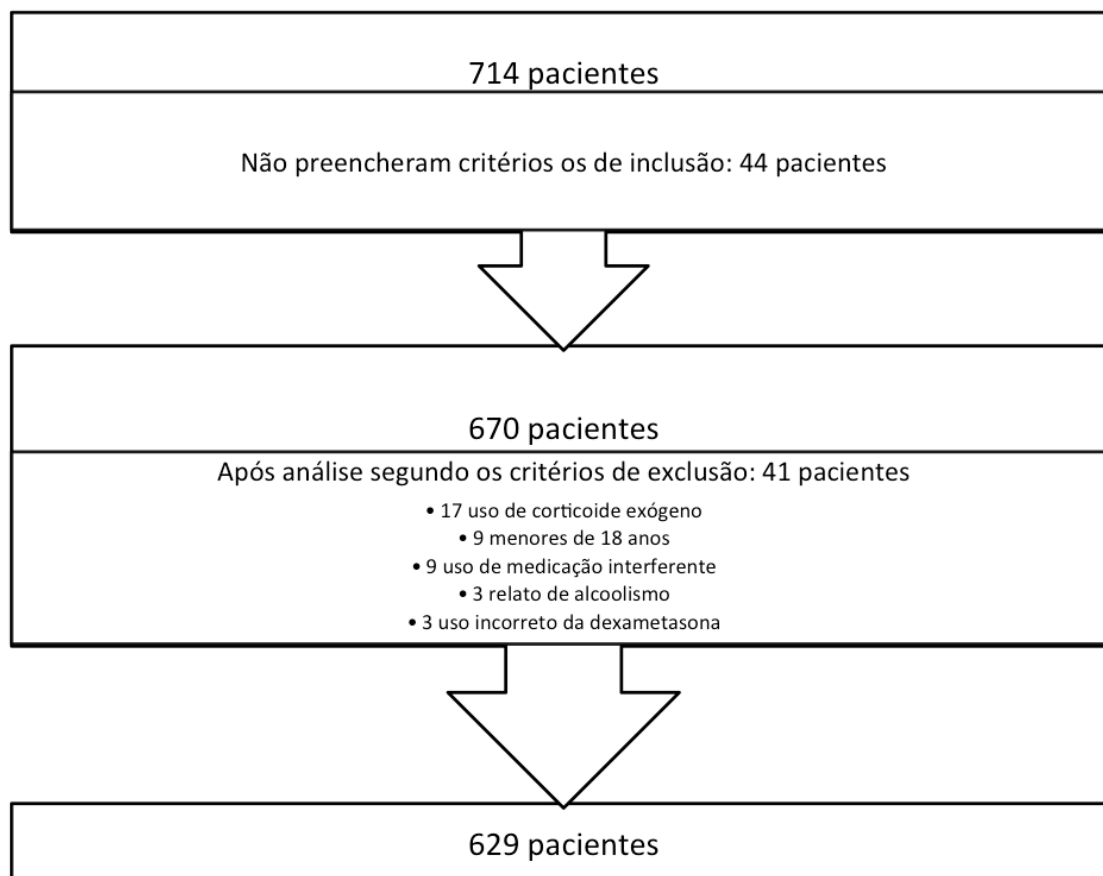 714 pacientes
Não preencheram critérios os de inclusão: 44 pacientes
670 pacientes
Após análise segundo os critérios de exclusão: 41 pacientes
• 17 uso de corticoide exógeno
• 9 menores de 18 anos
• 9 uso de medicação interferente
• 3 relato de alcoolismo
• 3 uso incorreto da dexametasona
629 pacientes